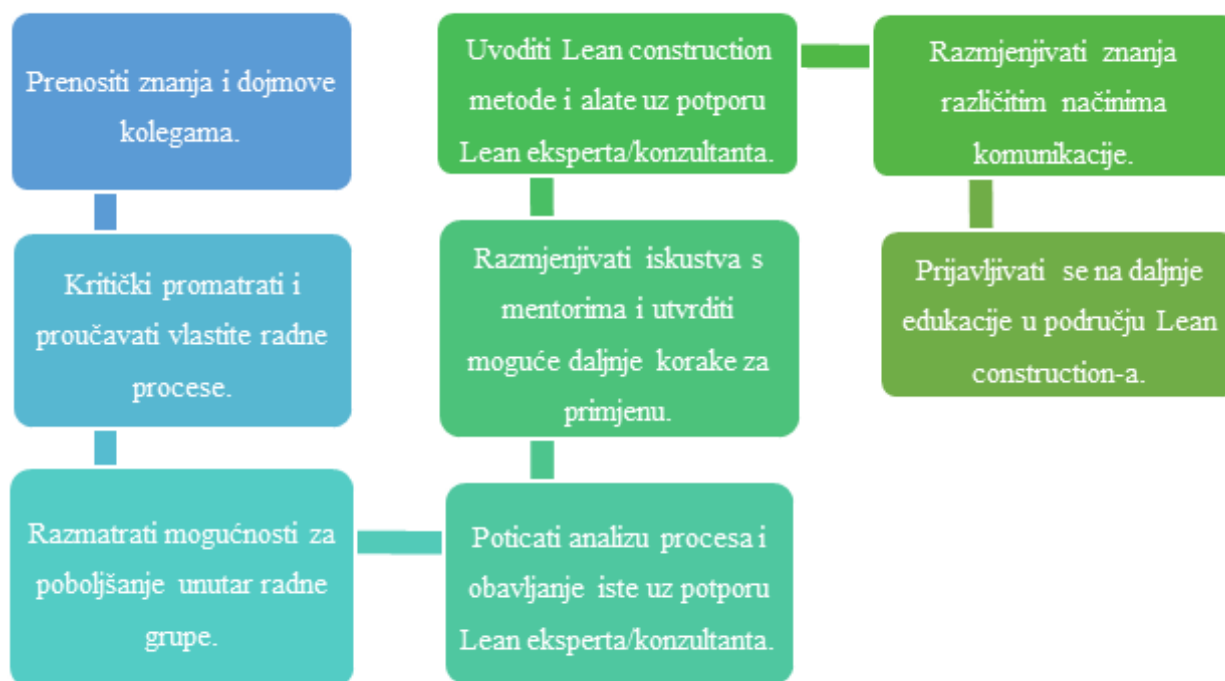 Prenositi znanja i dojmove
kolegama.
Kritički promatrati i
proučavati vlastite radne
procese.
Razmatrati mogućnosti za
poboljšanje unutar radne
grupe.
Poticati analizu procesa i
obavljanje iste uz potporu
Lean eksperta/konzultanta.
Razmjenjivati iskustva s
mentorima i utvrditi
moguće daljnje korake za
primjenu.
Uvoditi Lean construction
metode i alate uz potporu
Lean eksperta/konzultanta.
Razmjenjivati znanja
različitim načinima
komunikacije.
Prijavljivati se na daljnje
edukacije u području Lean
construction-a.